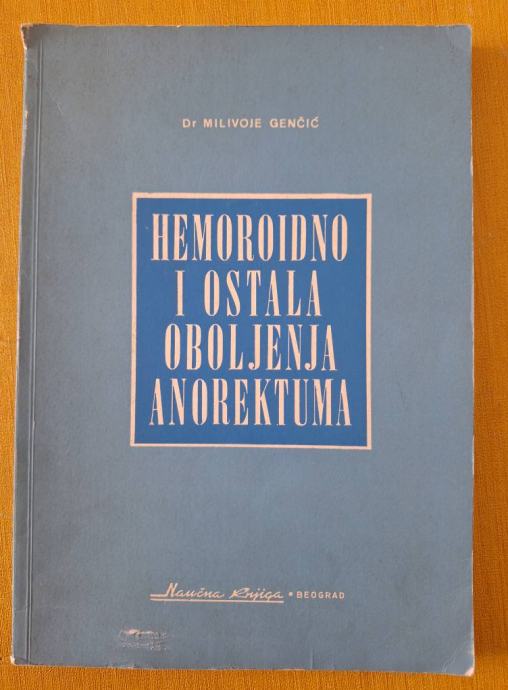 Dr MILIVOJE GENČIĆ
HEMOROIDNO
I OSTALA
OBOLJENJA
ANOREKTUMA
Naučna Knjiga • BEOGRAD